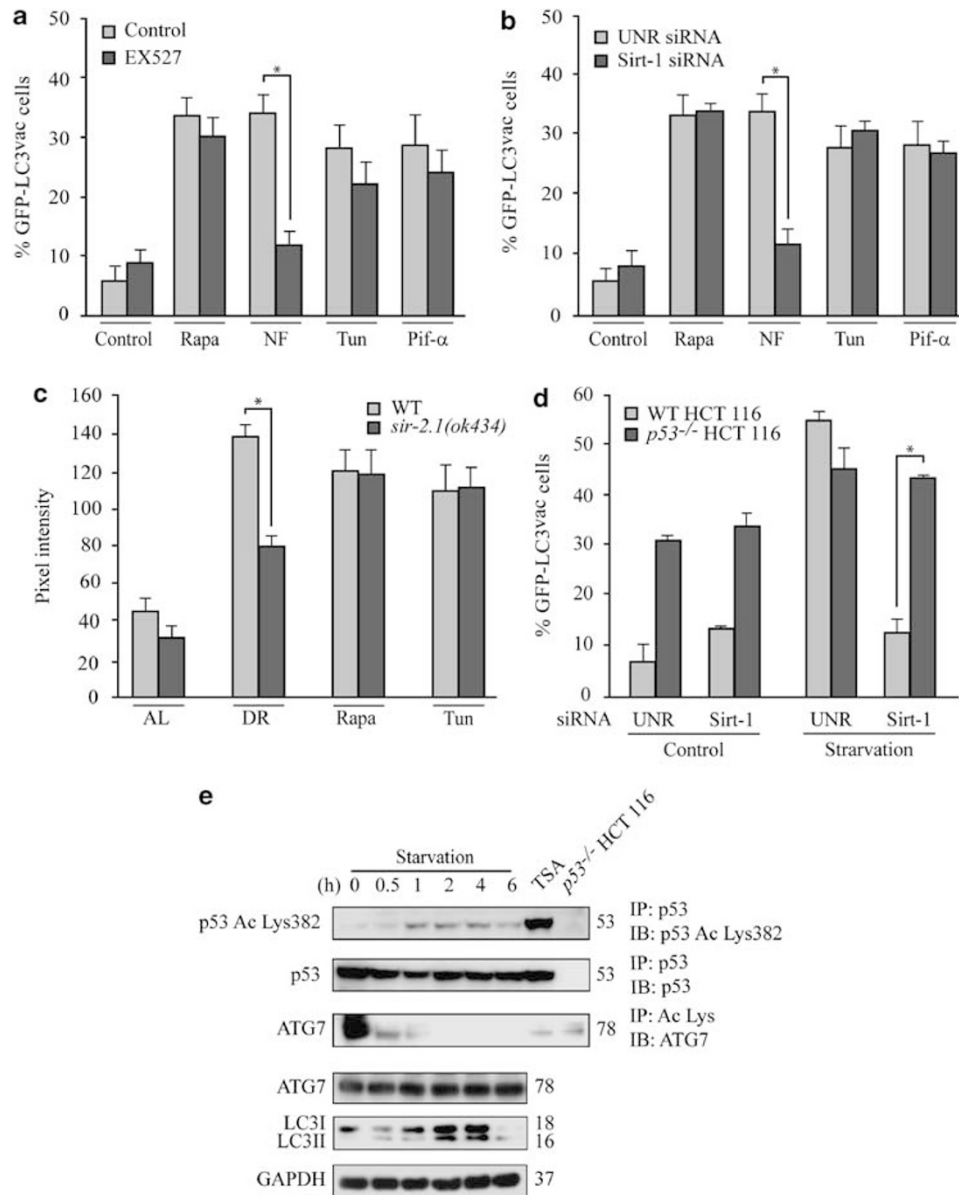 a
50
40
30
20
10
0
% GFP-LC3vac cells
Control
EX527
*
Control
Rapa
NF
Tun
Pif-α
b
50
40
30
20
10
0
% GFP-LC3vac cells
UNR siRNA
Sirt-1 siRNA
*
Control
Rapa
NF
Tun
Pif-α
c
160
140
120
100
80
60
40
20
0
Pixel intensity
WT
sir-2.1(ok434)
*
AL
DR
Rapa
Tun
d
60
50
40
30
20
10
0
% GFP-LC3vac cells
WT HCT 116
p53-/- HCT 116
*
siRNA UNR Sirt-1 UNR Sirt-1
Control Strarvation
e
Starvation
(h) 0 0.5 1 2 4 6 TSA p53-/- HCT 116
p53 Ac Lys382 53 IP: p53
IB: p53 Ac Lys382
p53 53 IP: p53
IB: p53
ATG7 78 IP: Ac Lys
IB: ATG7
ATG7 78
LC3I 18
LC3II 16
GAPDH 37